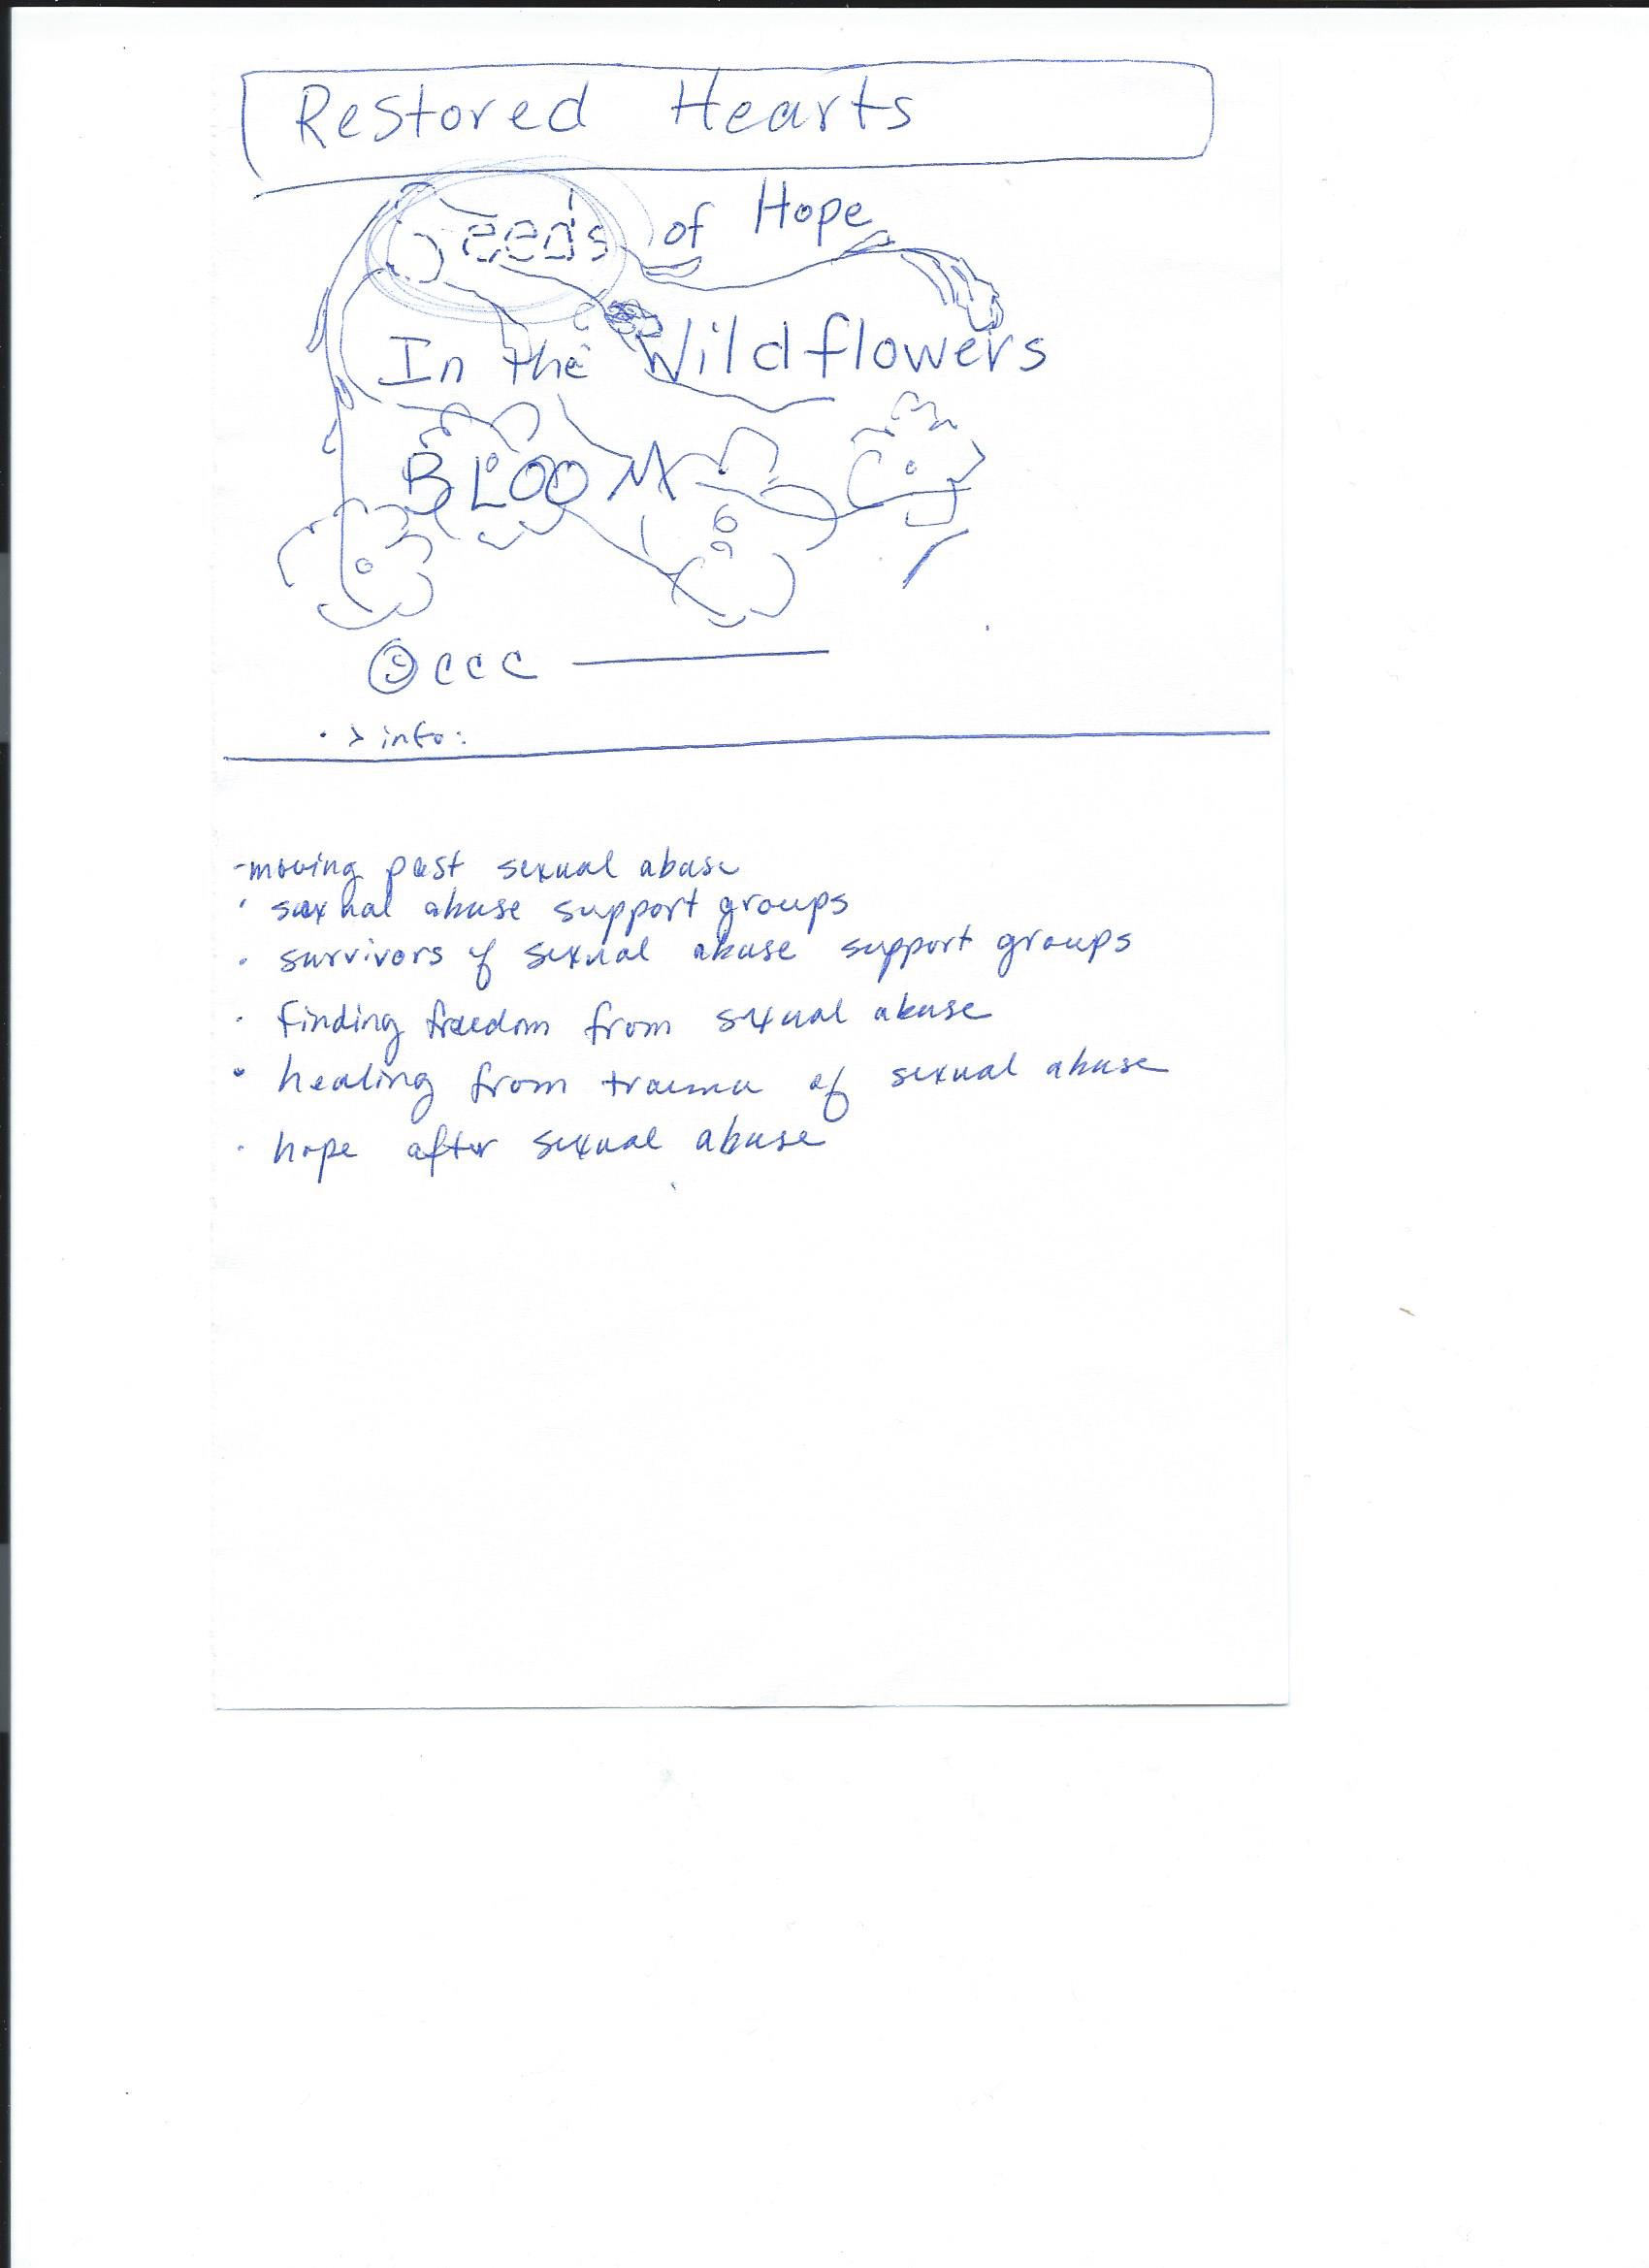 Restored Hearts
Seeds of Hope
In the Wildflowers
BLOOM
©CCC
• > info:
-moving past sexual abuse
• sexual abuse support groups
• survivors of sexual abuse support groups
• finding freedom from sexual abuse
• healing from trauma of sexual abuse
• hope after sexual abuse